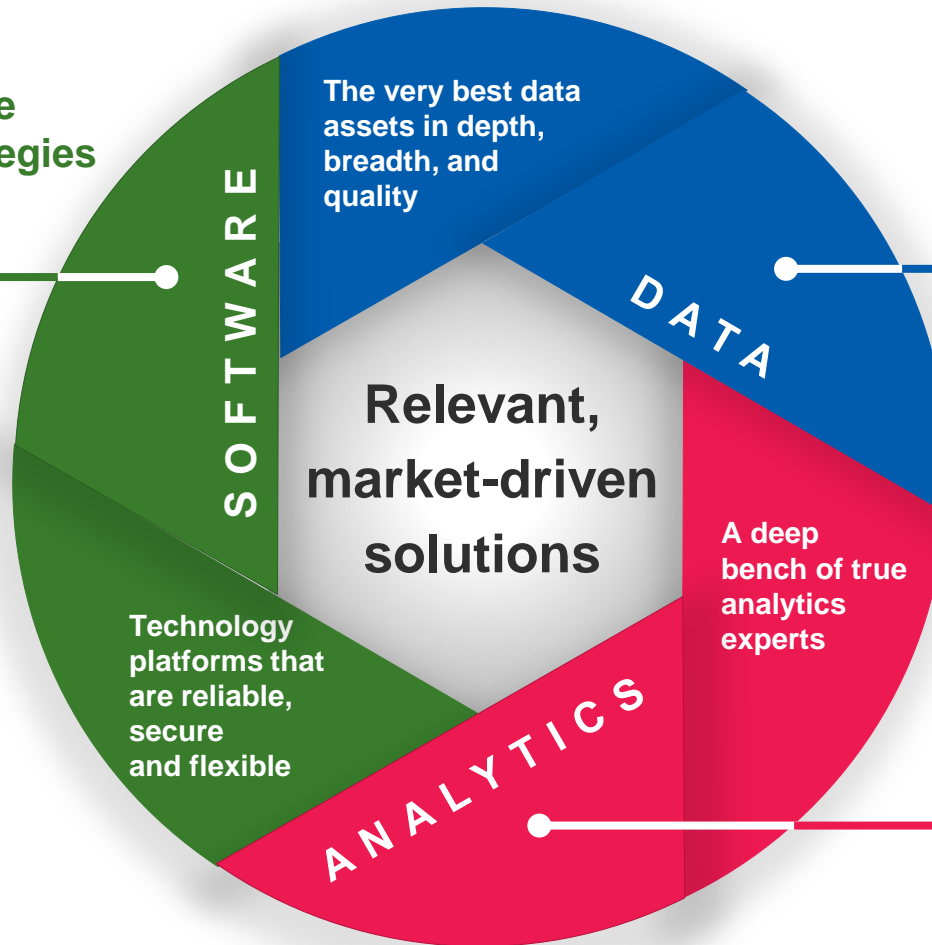 The very best data
assets in depth,
breadth, and
quality
SOFTWARE
DATA
Relevant,
market-driven
solutions
A deep
bench of true
analytics
experts
Technology
platforms that
are reliable,
secure
and flexible
ANALYTICS